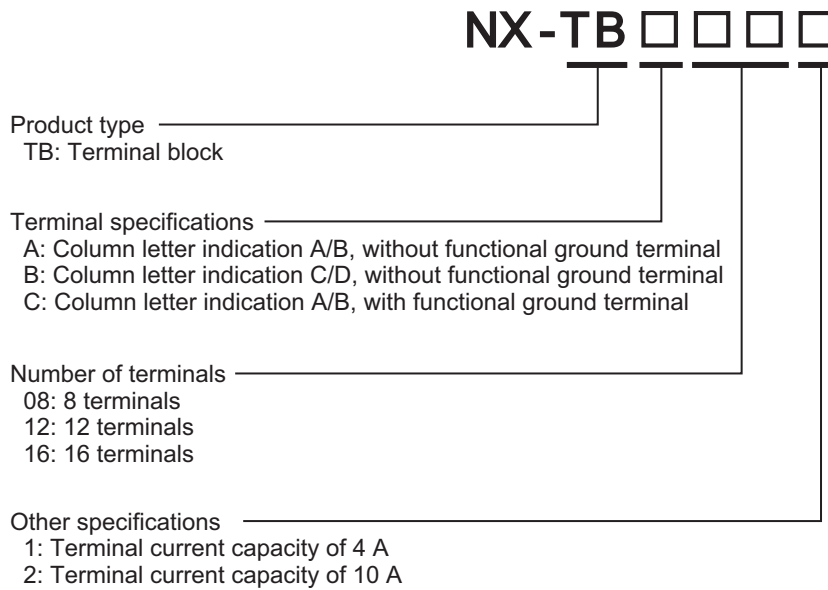 NX-TB□□□□
Product type
TB: Terminal block
Terminal specifications
A: Column letter indication A/B, without functional ground terminal
B: Column letter indication C/D, without functional ground terminal
C: Column letter indication A/B, with functional ground terminal
Number of terminals
08: 8 terminals
12: 12 terminals
16: 16 terminals
Other specifications
1: Terminal current capacity of 4 A
2: Terminal current capacity of 10 A